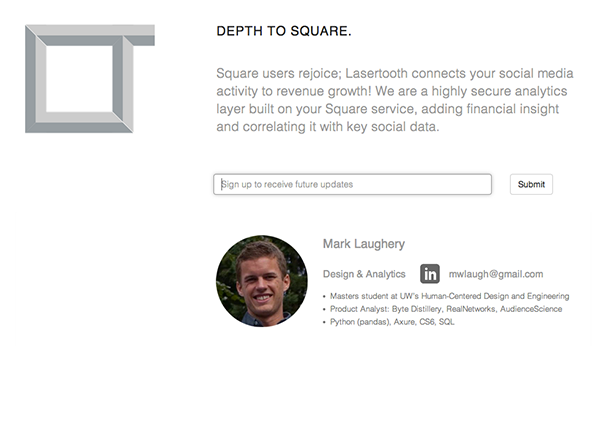 DEPTH TO SQUARE.
Square users rejoice; Lasertooth connects your social media
activity to revenue growth! We are a highly secure analytics
layer built on your Square service, adding financial insight
and correlating it with key social data.
Sign up to receive future updates
Submit
Mark Laughery
Design & Analytics in mwlaugh@gmail.com
• Masters student at UW's Human-Centered Design and Engineering
• Product Analyst: Byte Distillery, RealNetworks, AudienceScience
• Python (pandas), Axure, CS6, SQL